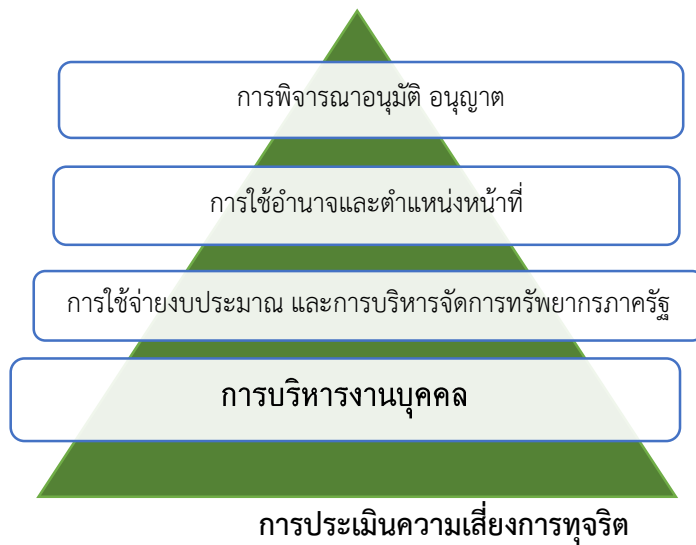 การพิจารณาอนุมัติ อนุญาต
การใช้อำนาจและตำแหน่งหน้าที่
การใช้จ่ายงบประมาณ และการบริหารจัดการทรัพยากรภาครัฐ
การบริหารงานบุคคล
การประเมินความเสี่ยงการทุจริต